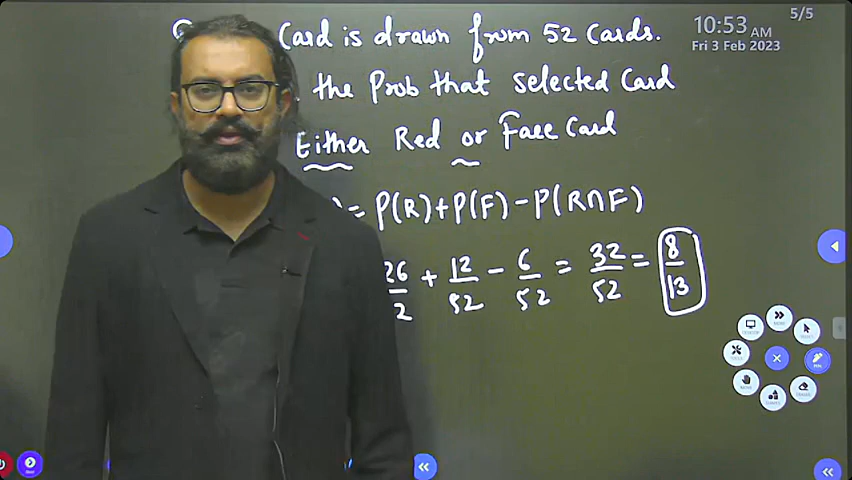 10:53 AM
Fri 3 Feb 2023
5/5
Card is drawn from 52 Cards.
the Prob that Selected Card
Either Red or Face Card
= P(R)+P(F)-P(R∩F)
26/2 + 12/52 - 6/52 = 32/52 = 8/13